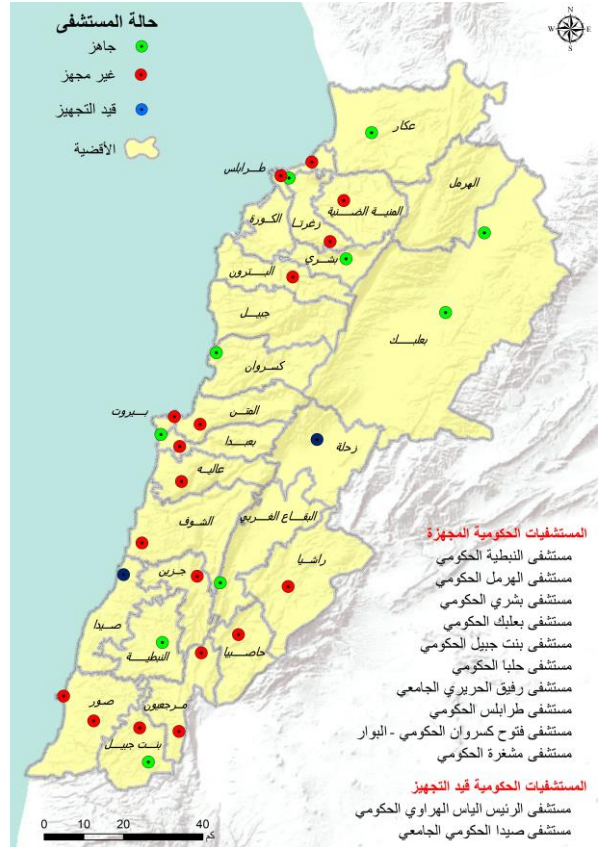 حالة المستشفى
جاهز
غير مجهز
قيد التجهيز
الأقضية
N
W
E
S
عكار
طرابلس
الهرمل
المنية الضنية
زغرتا
الكورة
بشري
البترون
جبيل
بعلبك
كسروان
المتن
بيروت
بعبدا
زحلة
عاليه
الشوف
البقاع الغربي
راشيا
جزين
صيدا
حاصبيا
النبطية
مرجعيون
صور
بنت جبيل
المستشفيات الحكومية المجهزة
مستشفى النبطية الحكومي
مستشفى الهرمل الحكومي
مستشفى بشري الحكومي
مستشفى بعلبك الحكومي
مستشفى بنت جبيل الحكومي
مستشفى حلبا الحكومي
مستشفى رفيق الحريري الجامعي
مستشفى طرابلس الحكومي
مستشفى فتوح كسروان الحكومي - البوار
مستشفى مشغرة الحكومي
المستشفيات الحكومية قيد التجهيز
مستشفى الرئيس الياس الهراوي الحكومي
مستشفى صيدا الحكومي الجامعي
0 10 20 40
كم